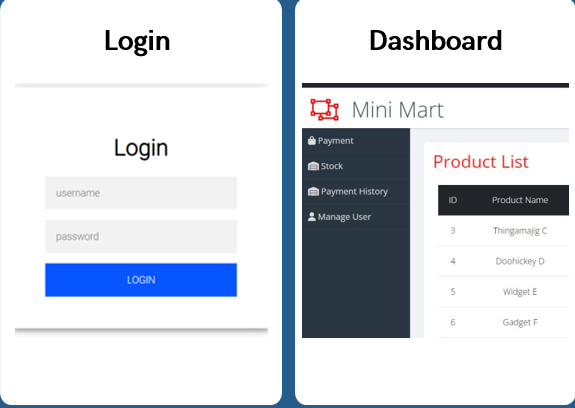 Login
Login
username
password
LOGIN
Dashboard
Mini Mart
Payment
Stock
Payment History
Manage User
Product List
ID Product Name
3 Thingamajig C
4 Doohickey D
5 Widget E
6 Gadget F